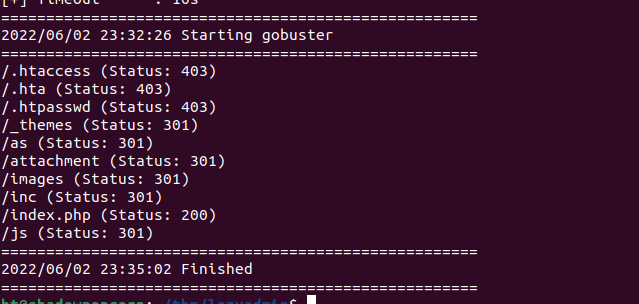 [+] Timeout : 10s
===============================================================
2022/06/02 23:32:26 Starting gobuster
===============================================================
/.htaccess (Status: 403)
/.hta (Status: 403)
/.htpasswd (Status: 403)
/_themes (Status: 301)
/as (Status: 301)
/attachment (Status: 301)
/images (Status: 301)
/inc (Status: 301)
/index.php (Status: 200)
/js (Status: 301)
===============================================================
2022/06/02 23:35:02 Finished
===============================================================